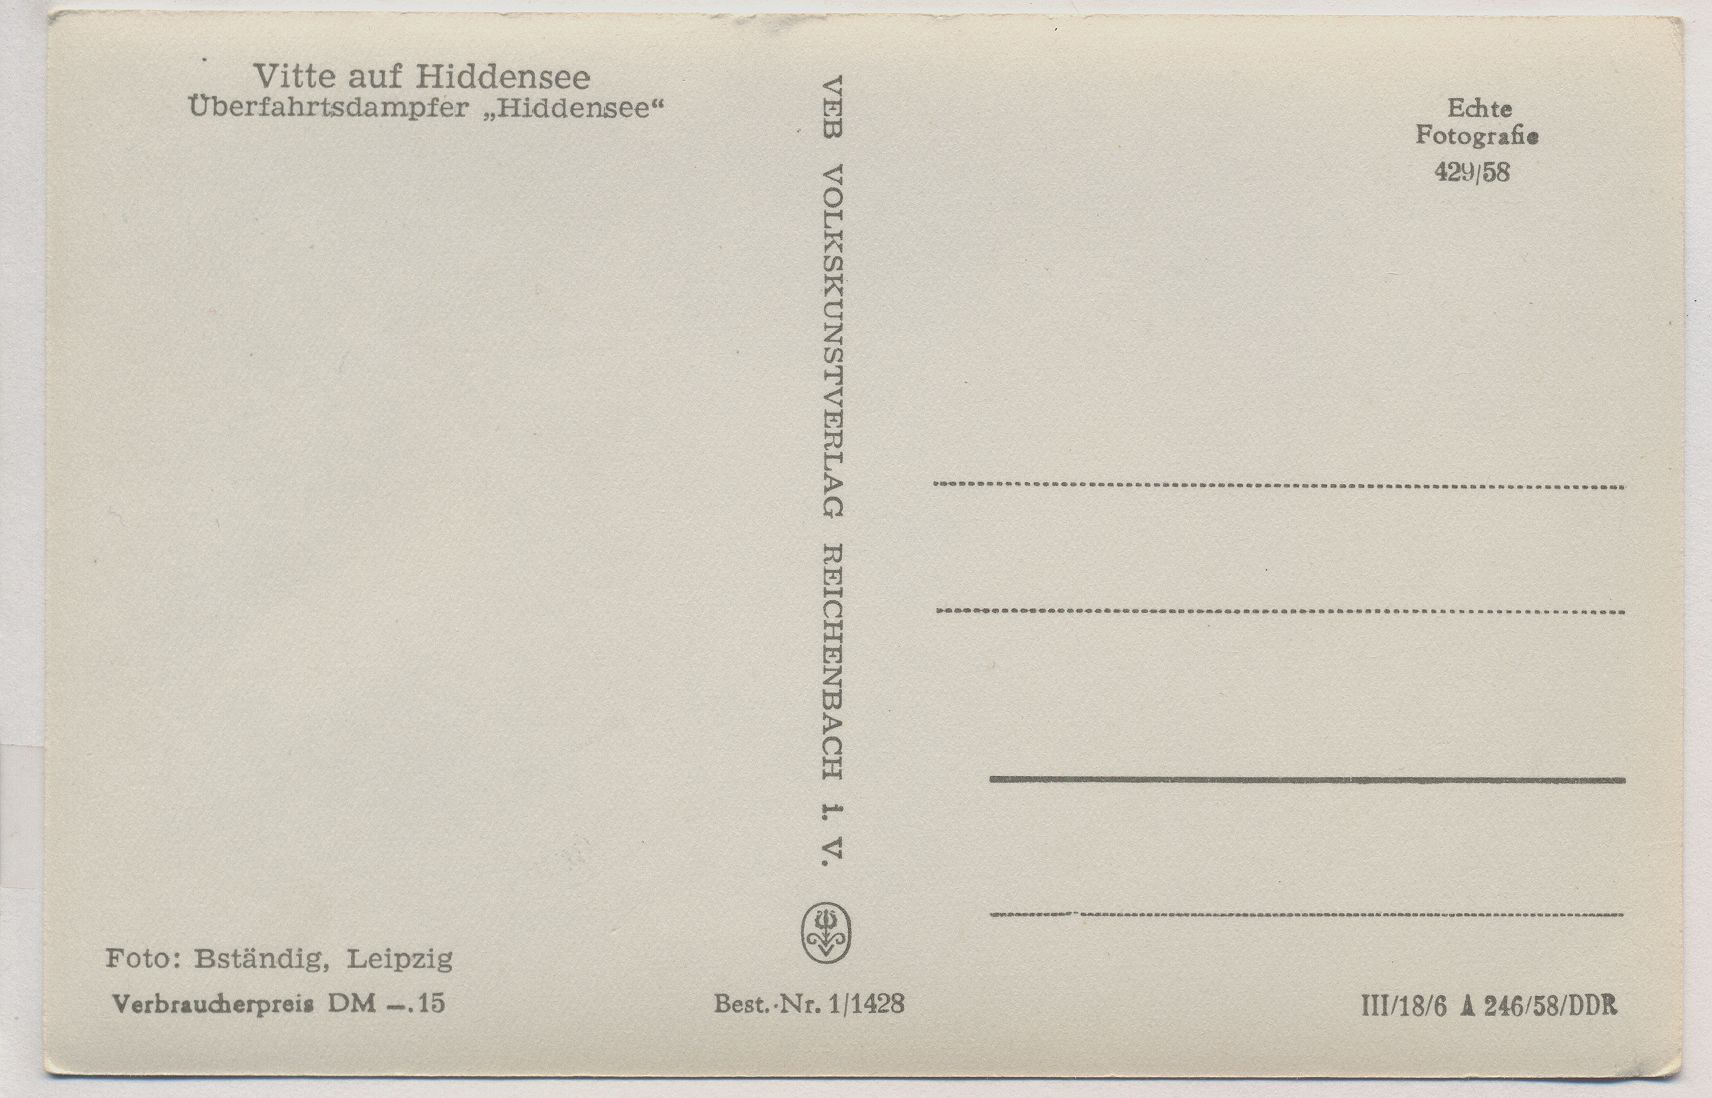 Vitte auf Hiddensee
Überfahrtsdampfer „Hiddensee“
Echte
Fotografie
429/58
VEB VOLKSKUNSTVERLAG REICHENBACH i. V.
Foto: Bständig, Leipzig
Verbraucherpreis DM —.15
Best.-Nr. 1/1428
III/18/6 A 246/58/DDR